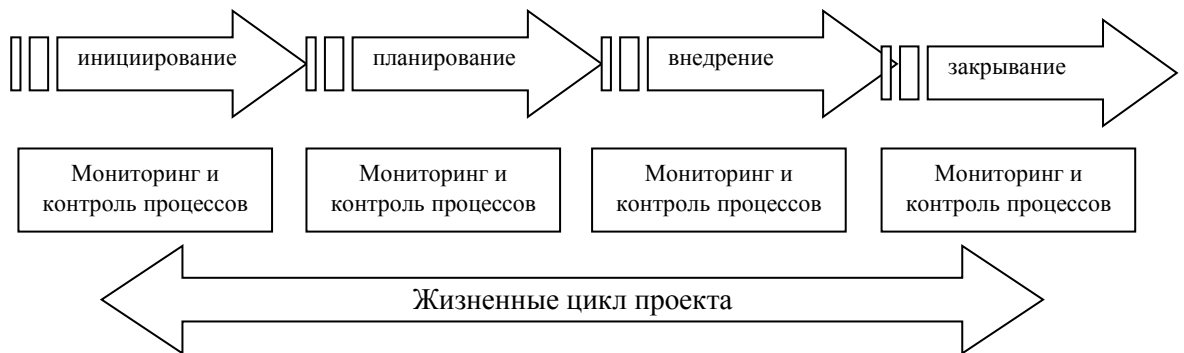 инициирование
планирование
внедрение
закрывание
Мониторинг и
контроль процессов
Мониторинг и
контроль процессов
Мониторинг и
контроль процессов
Мониторинг и
контроль процессов
Жизненные цикл проекта